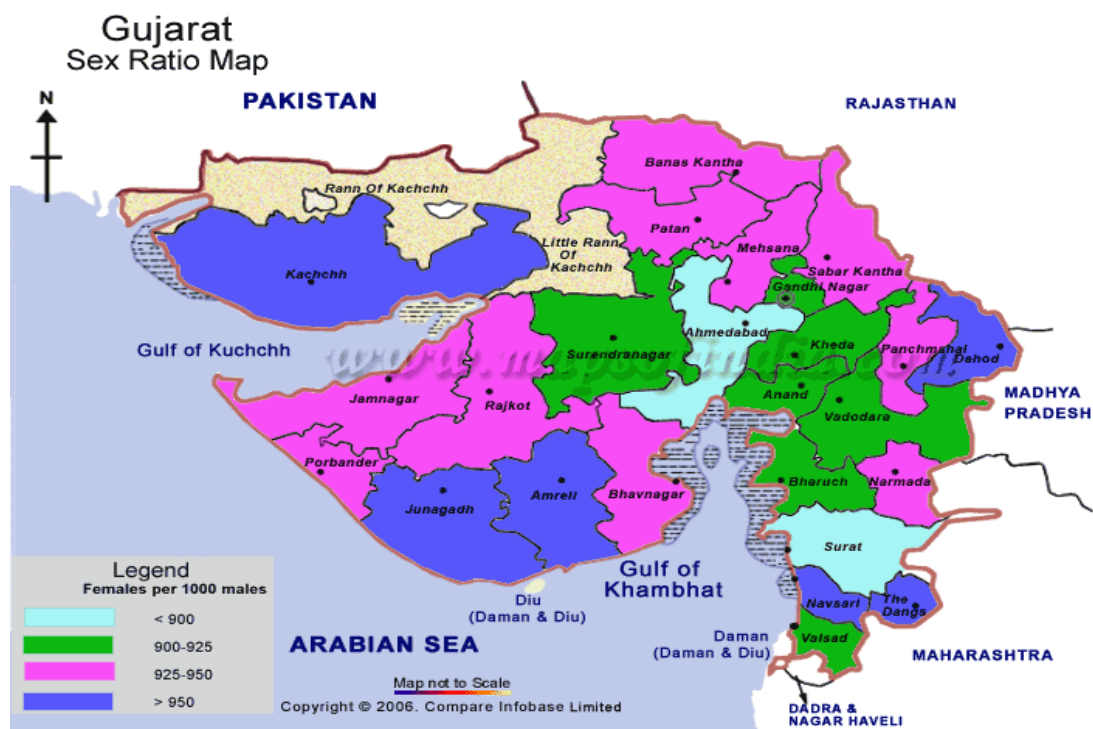 Gujarat
Sex Ratio Map
N
PAKISTAN
RAJASTHAN
Banas Kantha
Rann Of Kachchh
Patan
Little Rann
Of
Kachchh
Mehsana
Sabar Kantha
Kachchh
Gandhi Nagar
Ahmedabad
Kheda
Panchmahal
Dahod
Gulf of Kuchchh
Surendranagar
www.mapsofindia.com
Jamnagar
Rajkot
Anand
Vadodara
MADHYA
PRADESH
Porbander
Junagadh
Amreli
Bhavnagar
Bharuch
Narmada
Surat
Legend
Females per 1000 males
< 900
900-925
925-950
> 950
Gulf of
Khambhat
Diu
(Daman & Diu)
Navsari
The
Dangs
Valsad
ARABIAN SEA
Daman
(Daman & Diu)
MAHARASHTRA
Map not to Scale
Copyright © 2006. Compare Infobase Limited
DADRA &
NAGAR HAVELI